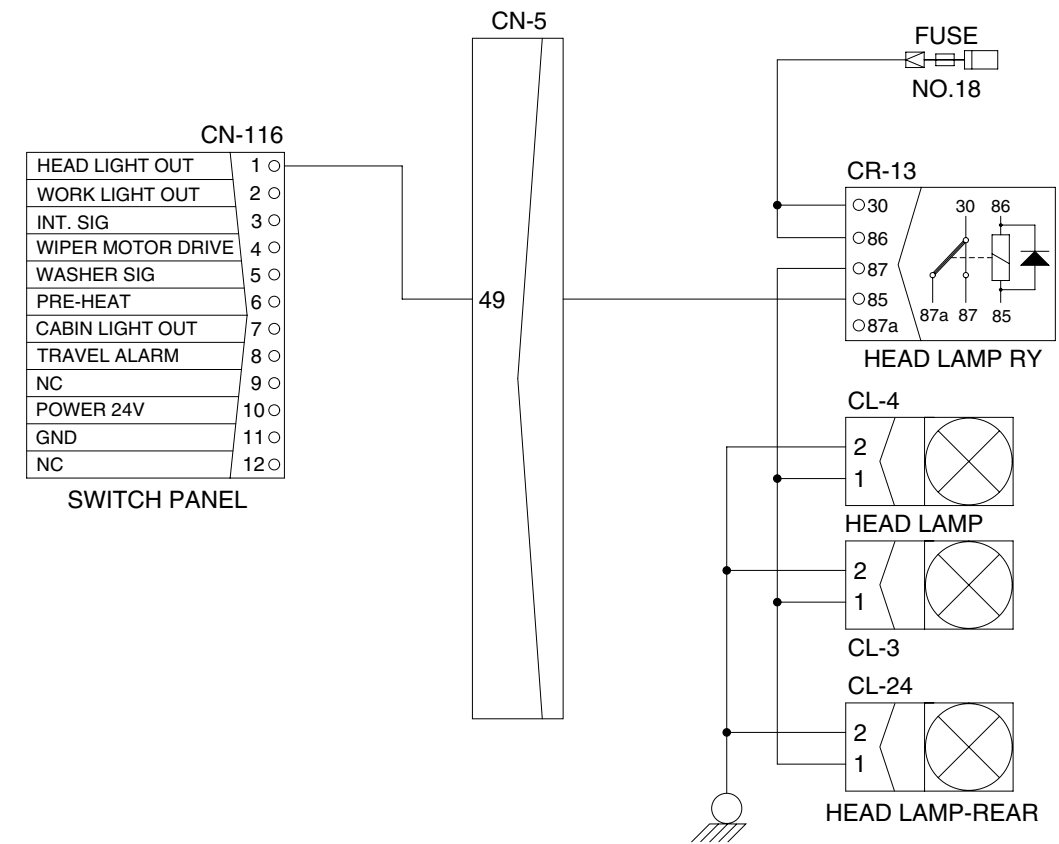 CN-5
FUSE
NO.18
CN-116
HEAD LIGHT OUT 1
WORK LIGHT OUT 2
INT. SIG 3
WIPER MOTOR DRIVE 4
WASHER SIG 5
PRE-HEAT 6
CABIN LIGHT OUT 7
TRAVEL ALARM 8
NC 9
POWER 24V 10
GND 11
NC 12
SWITCH PANEL
49
CR-13
30
86
87
85
87a
30 86
87a 87 85
HEAD LAMP RY
CL-4
2
1
HEAD LAMP
2
1
CL-3
CL-24
2
1
HEAD LAMP-REAR